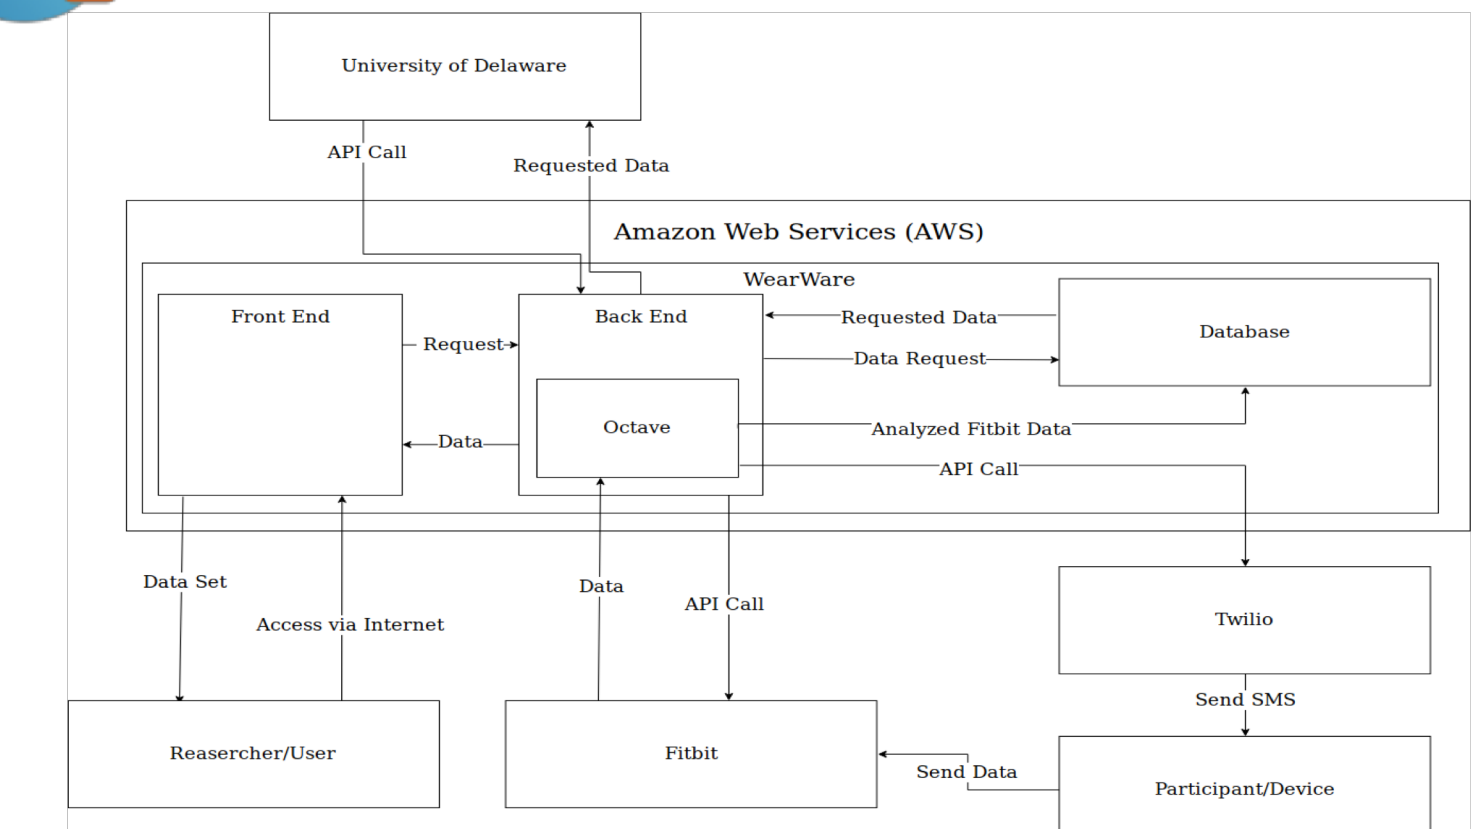 University of Delaware
API Call
Requested Data
Amazon Web Services (AWS)
WearWare
Front End
Back End
Request
Requested Data
Database
Data Request
Octave
Data
Analyzed Fitbit Data
API Call
Data Set
Access via Internet
Data
API Call
Twilio
Send SMS
Reasercher/User
Fitbit
Send Data
Participant/Device